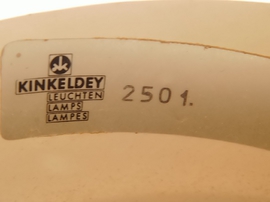 KINKELDEY
LEUCHTEN
LAMPS
LAMPES
2501.